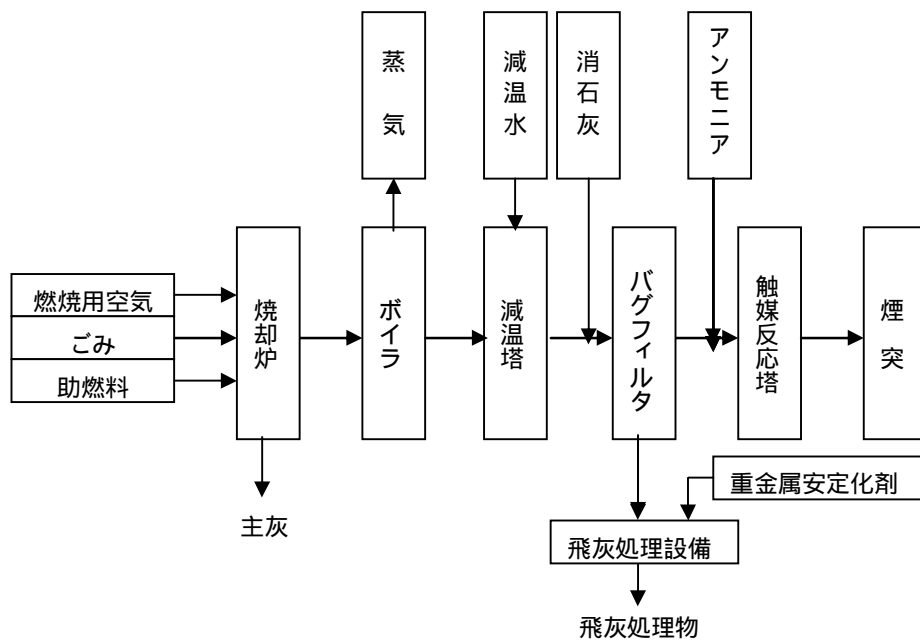 蒸気
減温水
消石灰
アンモニア
燃焼用空気
ごみ
助燃料
焼却炉
ボイラ
減温塔
バグフィルタ
触媒反応塔
煙突
主灰
重金属安定化剤
飛灰処理設備
飛灰処理物